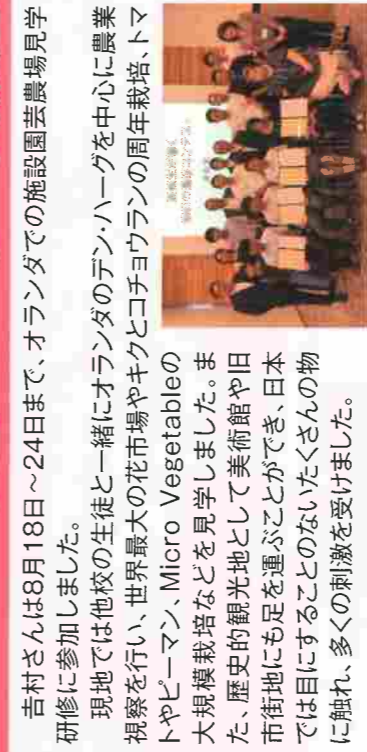 吉村さんは8月18日～24日まで、オランダでの施設園芸農場見学
研修に参加しました。
現地では他校の生徒と一緒にオランダのデン・ハーグを中心に農業
視察を行い、世界最大の花市場やキクとコチョウランの周年栽培、トマ
トやピーマン、Micro Vegetableの
大規模栽培などを見学しました。ま
た、歴史的観光地として美術館や旧
市街地にも足を運ぶことができ、日本
では目にすることのないたくさんの物
に触れ、多くの刺激を受けました。